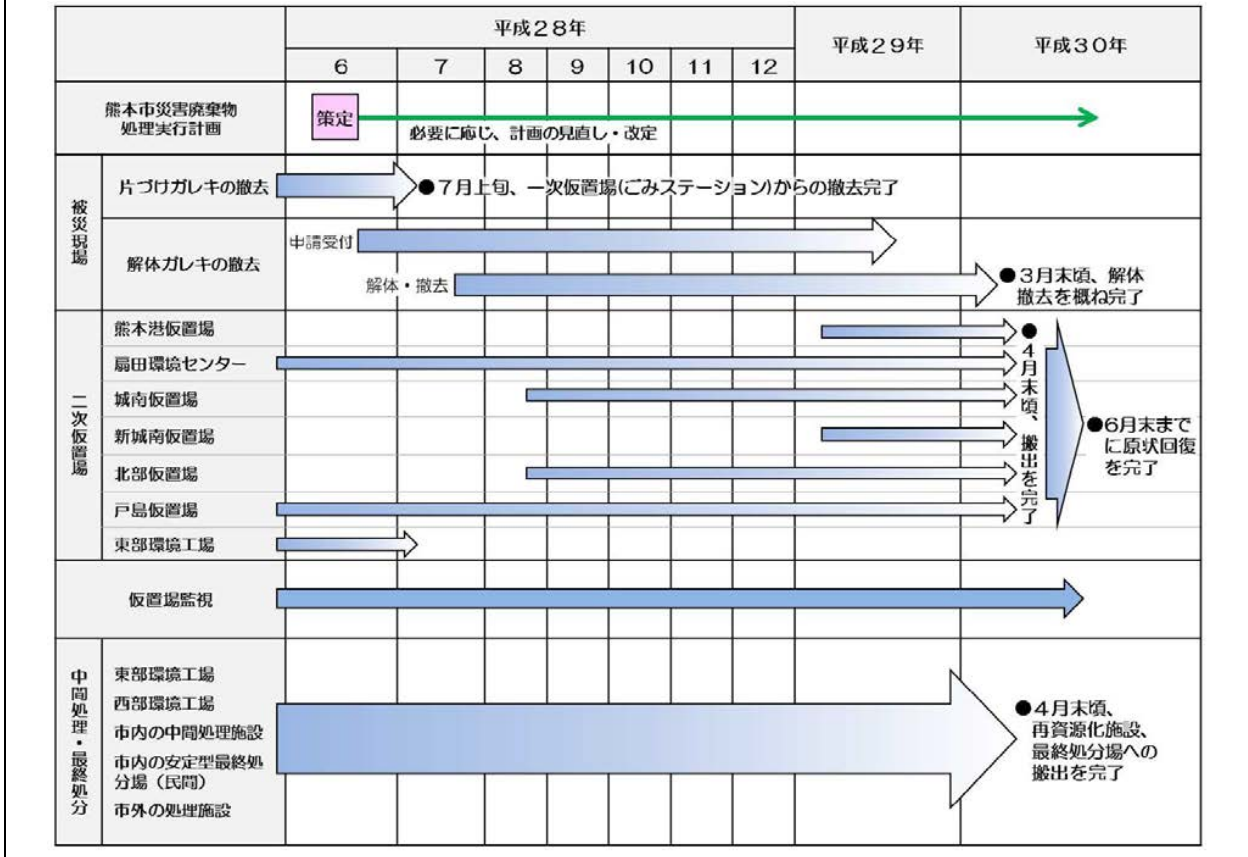 平成28年
平成29年
平成30年
6 7 8 9 10 11 12
熊本市災害廃棄物
処理実行計画
策定
必要に応じ、計画の見直し・改定
被災現場
片づけガレキの撤去
●7月上旬、一次仮置場(ごみステーション)からの撤去完了
解体ガレキの撤去
申請受付
解体・撤去
●3月末頃、解体
撤去を概ね完了
二次仮置場
熊本港仮置場
扇田環境センター
城南仮置場
新城南仮置場
北部仮置場
戸島仮置場
東部環境工場
●4月末頃、搬出を完了
●6月末まで
に原状回復
を完了
仮置場監視
中間処理・最終処分
東部環境工場
西部環境工場
市内の中間処理施設
市内の安定型最終処
分場(民間)
市外の処理施設
●4月末頃、
再資源化施設、
最終処分場への
搬出を完了